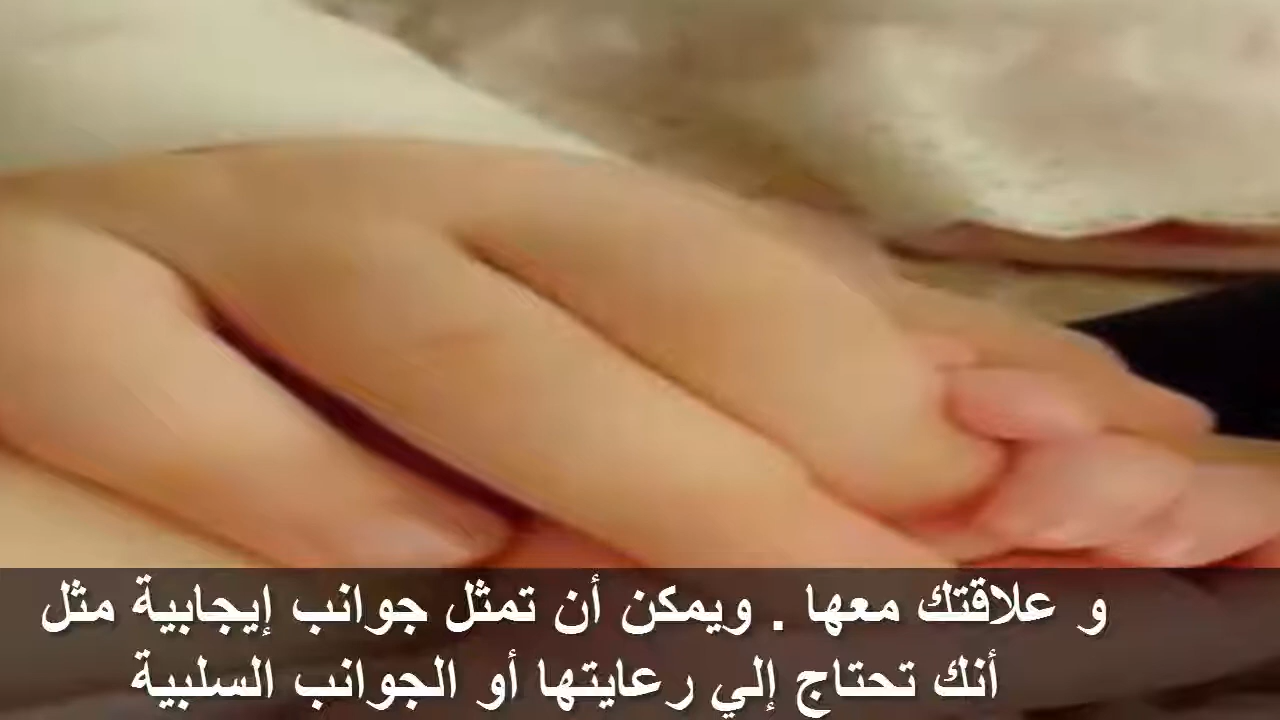 و علاقتك معها . ويمكن أن تمثل جوانب إيجابية مثل
أنك تحتاج إلي رعايتها أو الجوانب السلبية